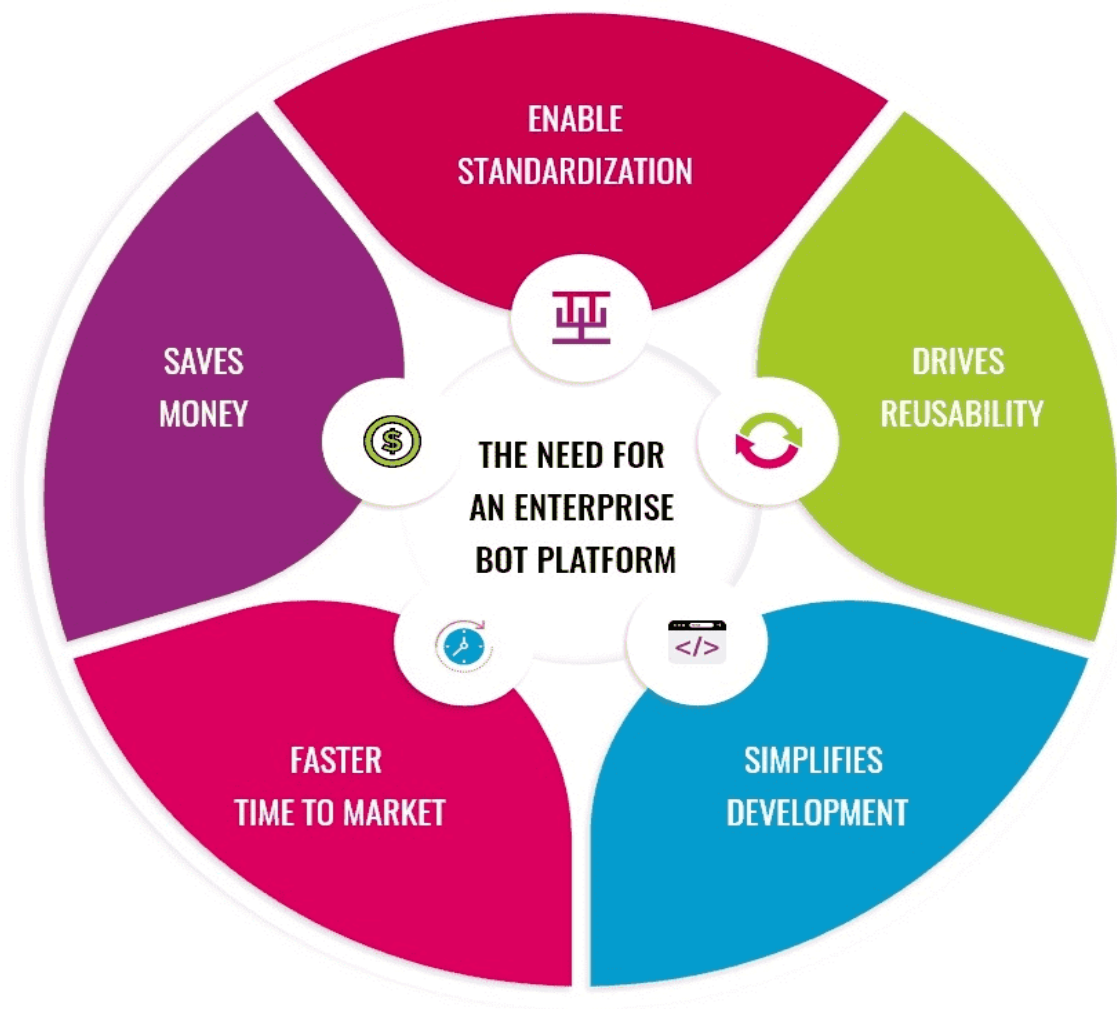 ENABLE
STANDARDIZATION
DRIVES
REUSABILITY
SIMPLIFIES
DEVELOPMENT
FASTER
TIME TO MARKET
SAVES
MONEY
THE NEED FOR
AN ENTERPRISE
BOT PLATFORM
$
</>